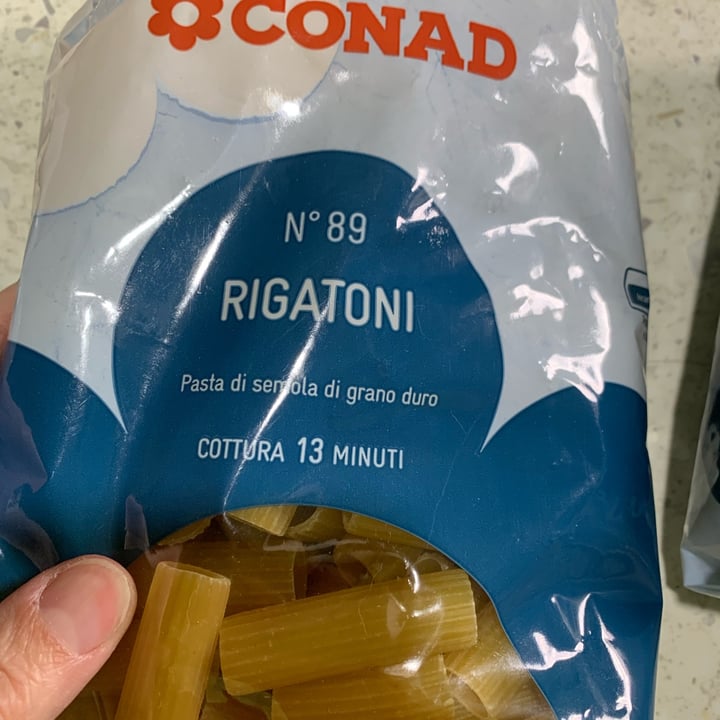 CONAD
N° 89
RIGATONI
Pasta di semola di grano duro
COTTURA 13 MINUTI